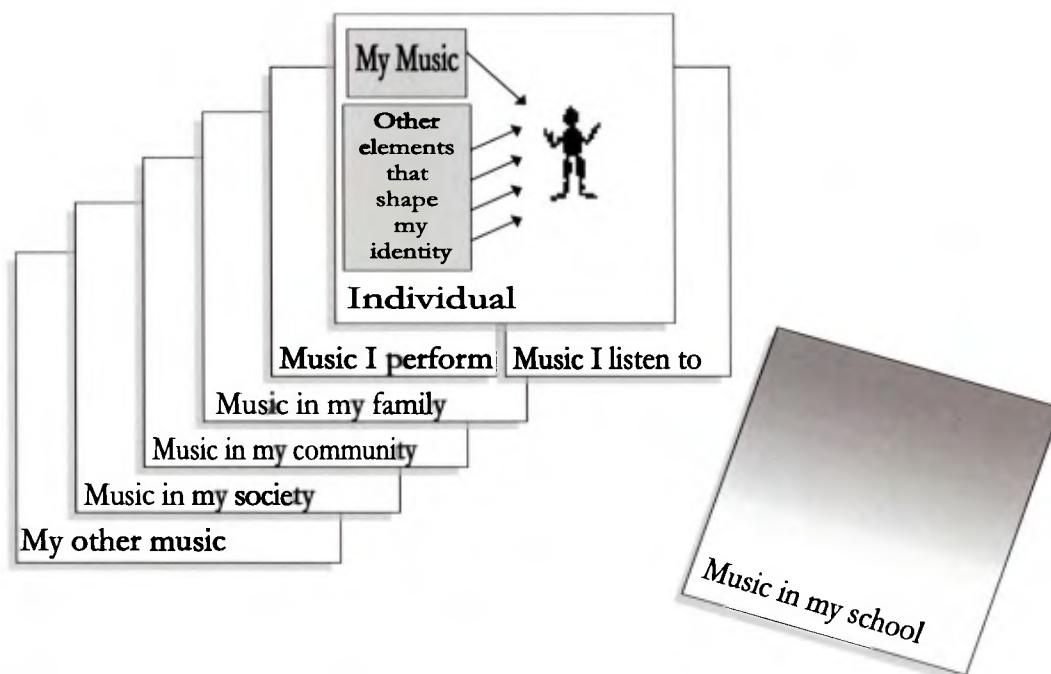 My Music
Other
elements
that
shape
my
identity
Individual
Music I perform
Music I listen to
Music in my family
Music in my community
Music in my society
My other music
Music in my school